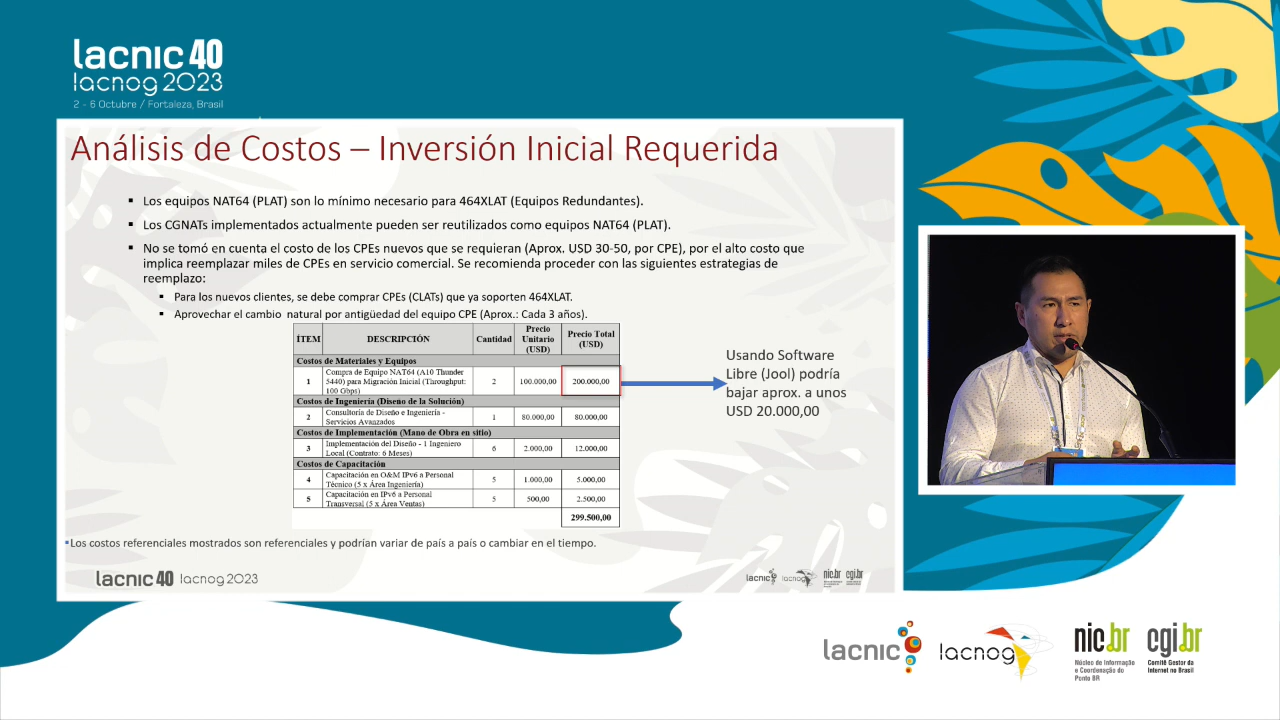 lacnic 40
lacnog 2023
2 - 6 Octubre / Fortaleza, Brasil
Análisis de Costos – Inversión Inicial Requerida
▪ Los equipos NAT64 (PLAT) son lo mínimo necesario para 464XLAT (Equipos Redundantes).
▪ Los CGNATs implementados actualmente pueden ser reutilizados como equipos NAT64 (PLAT).
▪ No se tomó en cuenta el costo de los CPEs nuevos que se requieran (Aprox. USD 30-50, por CPE), por el alto costo que
implica reemplazar miles de CPEs en servicio comercial. Se recomienda proceder con las siguientes estrategias de
reemplazo:
▪ Para los nuevos clientes, se debe comprar CPEs (CLATs) que ya soporten 464XLAT.
▪ Aprovechar el cambio natural por antigüedad del equipo CPE (Aprox.: Cada 3 años).
ÍTEM DESCRIPCIÓN Cantidad Precio Unitario (USD) Precio Total (USD)
Costos de Materiales y Equipos
1 Compra de Equipo NAT64 (A10 Thunder 5440) para Migración Inicial (Throughput: 100 Gbps) 2 100.000,00 200.000,00
Costos de Ingeniería (Diseño de la Solución)
2 Consultoría de Diseño e Ingeniería - Servicios Avanzados 1 80.000,00 80.000,00
Costos de Implementación (Mano de Obra en sitio)
3 Implementación del Diseño - 1 Ingeniero Local (Contrato: 6 Meses) 6 2.000,00 12.000,00
Costos de Capacitación
4 Capacitación en O&M IPv6 a Personal Técnico (5 x Área Ingeniería) 5 1.000,00 5.000,00
5 Capacitación en IPv6 a Personal Transversal (5 x Área Ventas) 5 500,00 2.500,00
299.500,00
Usando Software
Libre (Jool) podría
bajar aprox. a unos
USD 20.000,00
▪Los costos referenciales mostrados son referenciales y podrían variar de país a país o cambiar en el tiempo.
lacnic 40 lacnog 2023
lacnic lacnog nic.br cgi.br
lacnic lacnog nic.br cgi.br
Núcleo de Informação
e Coordenação do
Ponto BR
Comitê Gestor da
Internet no Brasil